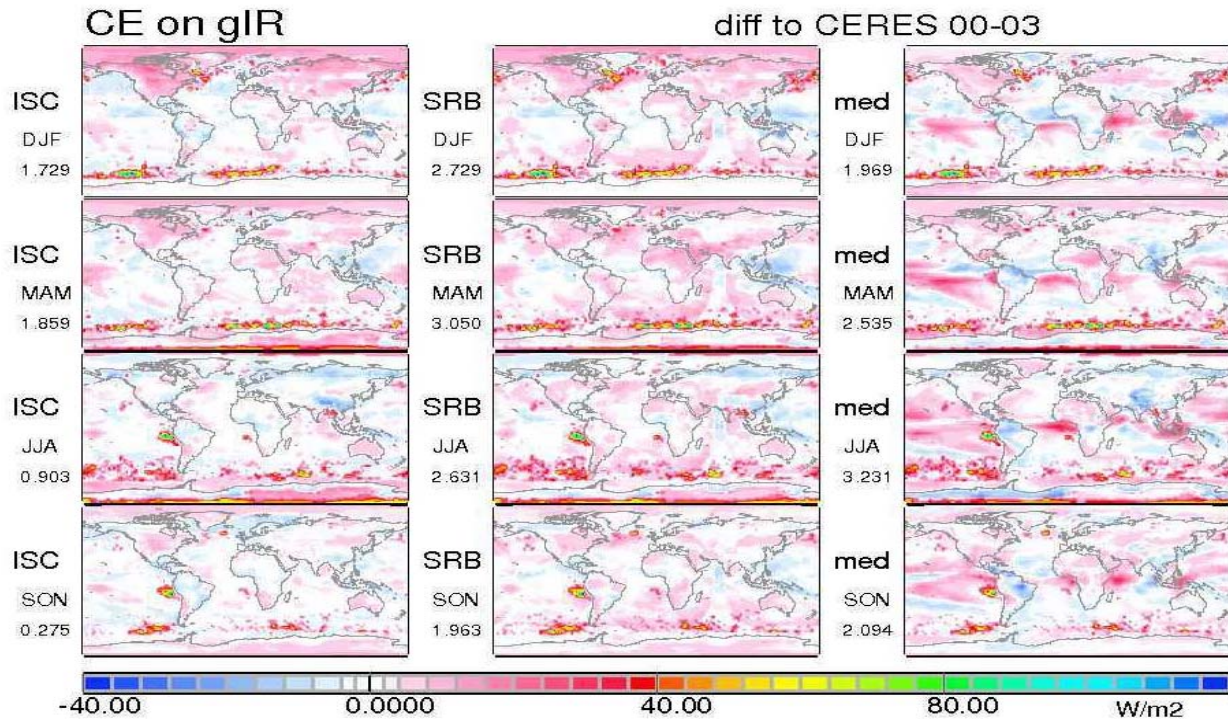 CE on gIR
diff to CERES 00-03
ISC
DJF
1.729
SRB
DJF
2.729
med
DJF
1.969
ISC
MAM
1.859
SRB
MAM
3.050
med
MAM
2.535
ISC
JJA
0.903
SRB
JJA
2.631
med
JJA
3.231
ISC
SON
0.275
SRB
SON
1.963
med
SON
2.094
-40.00 0.0000 40.00 80.00 W/m2